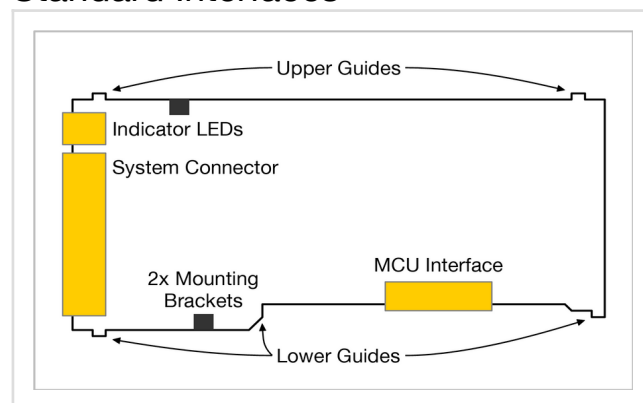 Standard Interfaces
Upper Guides
Indicator LEDs
System Connector
MCU Interface
2x Mounting
Brackets
Lower Guides